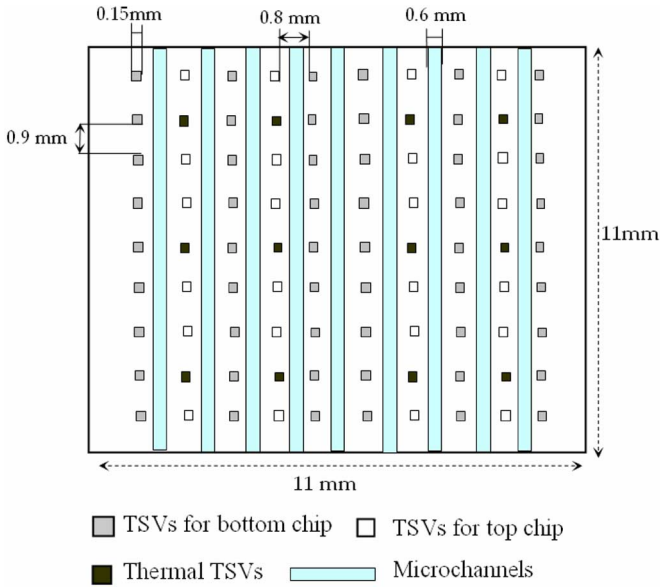 0.15mm
0.8 mm
0.6 mm
0.9 mm
11mm
11 mm
TSVs for bottom chip
TSVs for top chip
Thermal TSVs
Microchannels